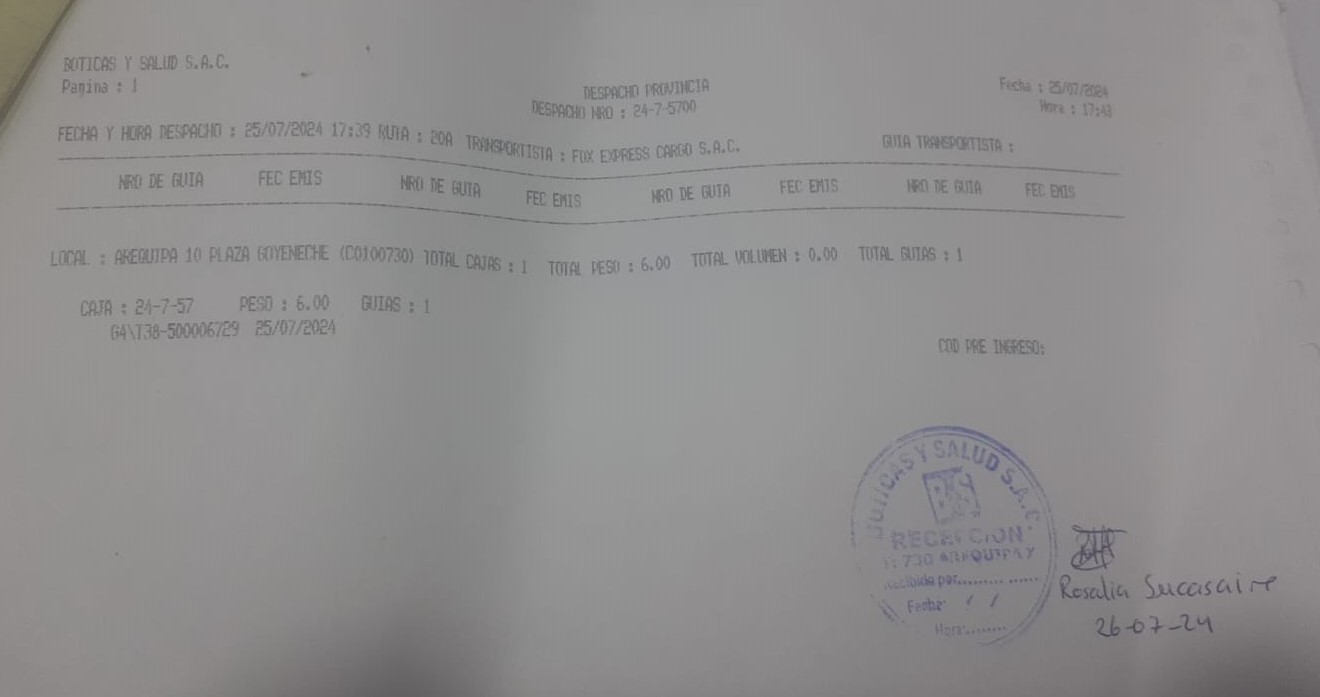 BOTICAS Y SALUD S.A.C.
Pagina : 1
DESPACHO PROVINCIA
DESPACHO NRO : 24-7-5700
Fecha : 25/07/2024
Hora : 17:43
FECHA Y HORA DESPACHO : 25/07/2024 17:39 RUTA : 20A TRANSPORTISTA : FOX EXPRESS CARGO S.A.C. GUIA TRANSPORTISTA :
NRO DE GUIA FEC EMIS NRO DE GUIA FEC EMIS NRO DE GUIA FEC EMIS NRO DE GUIA FEC EMIS
LOCAL : AREQUIPA 10 PLAZA GOYENECHE (C0100730) TOTAL CAJAS : 1 TOTAL PESO : 6.00 TOTAL VOLUMEN : 0.00 TOTAL GUIAS : 1
CAJA : 24-7-57 PESO : 6.00 GUIAS : 1
G4\T38-500006729 25/07/2024
COD PRE INGRESO:
BOTICAS Y SALUD S.A.C.
RECEPCION
730 AREQUIPA
Recibido por...............
Fecha: / /
Hora:........
Rosalia Sucasaire
26-07-24